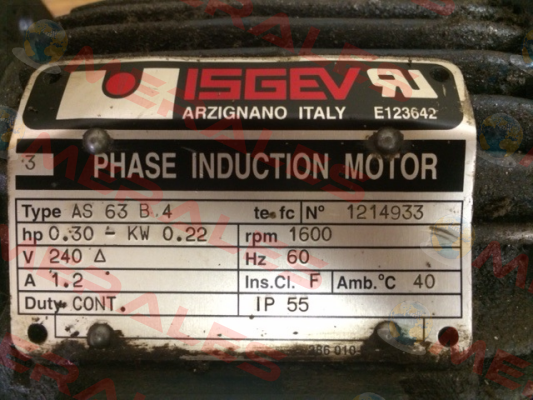 ISGEV
ARZIGNANO ITALY E123642
3 PHASE INDUCTION MOTOR
Type AS 63 B 4 te-fc N° 1214933
hp 0.30 - KW 0.22 rpm 1600
V 240 Δ Hz 60
A 1.2 Ins.Cl. F Amb.°C 40
Duty CONT. IP 55
MERALES